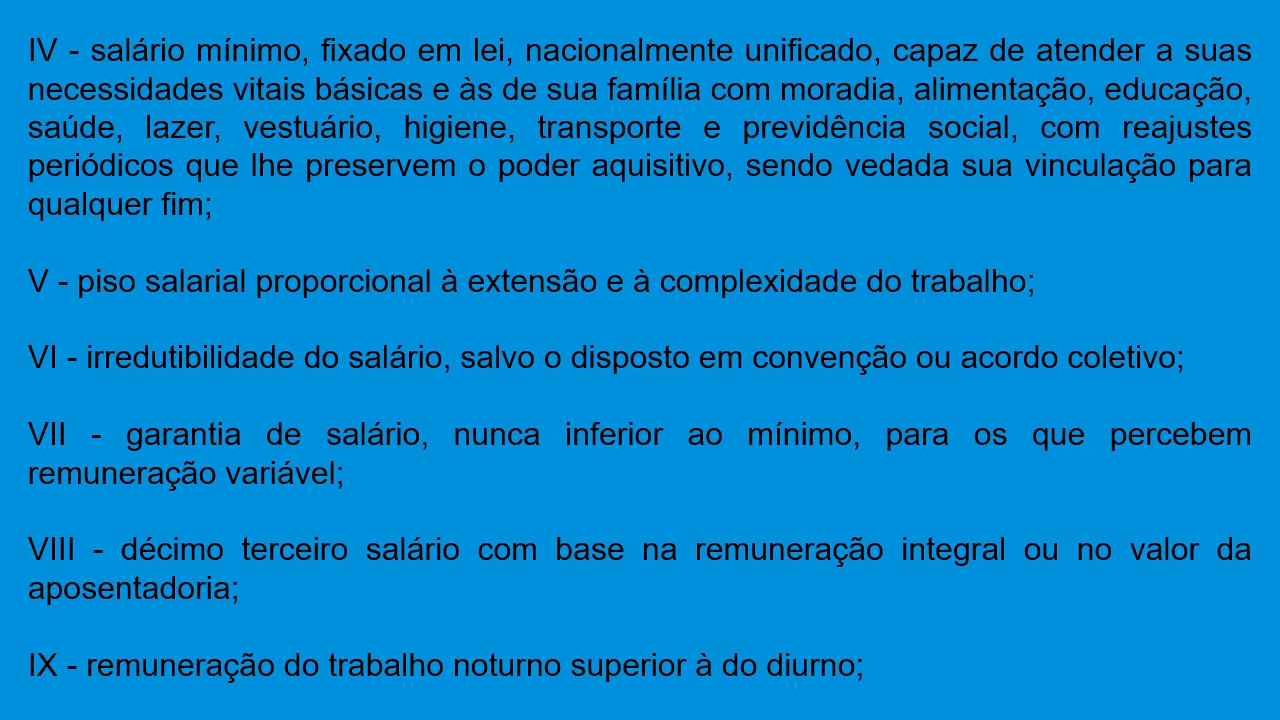 IV - salário mínimo, fixado em lei, nacionalmente unificado, capaz de atender a suas
necessidades vitais básicas e às de sua família com moradia, alimentação, educação,
saúde, lazer, vestuário, higiene, transporte e previdência social, com reajustes
periódicos que lhe preservem o poder aquisitivo, sendo vedada sua vinculação para
qualquer fim;
V - piso salarial proporcional à extensão e à complexidade do trabalho;
VI - irredutibilidade do salário, salvo o disposto em convenção ou acordo coletivo;
VII - garantia de salário, nunca inferior ao mínimo, para os que percebem
remuneração variável;
VIII - décimo terceiro salário com base na remuneração integral ou no valor da
aposentadoria;
IX - remuneração do trabalho noturno superior à do diurno;